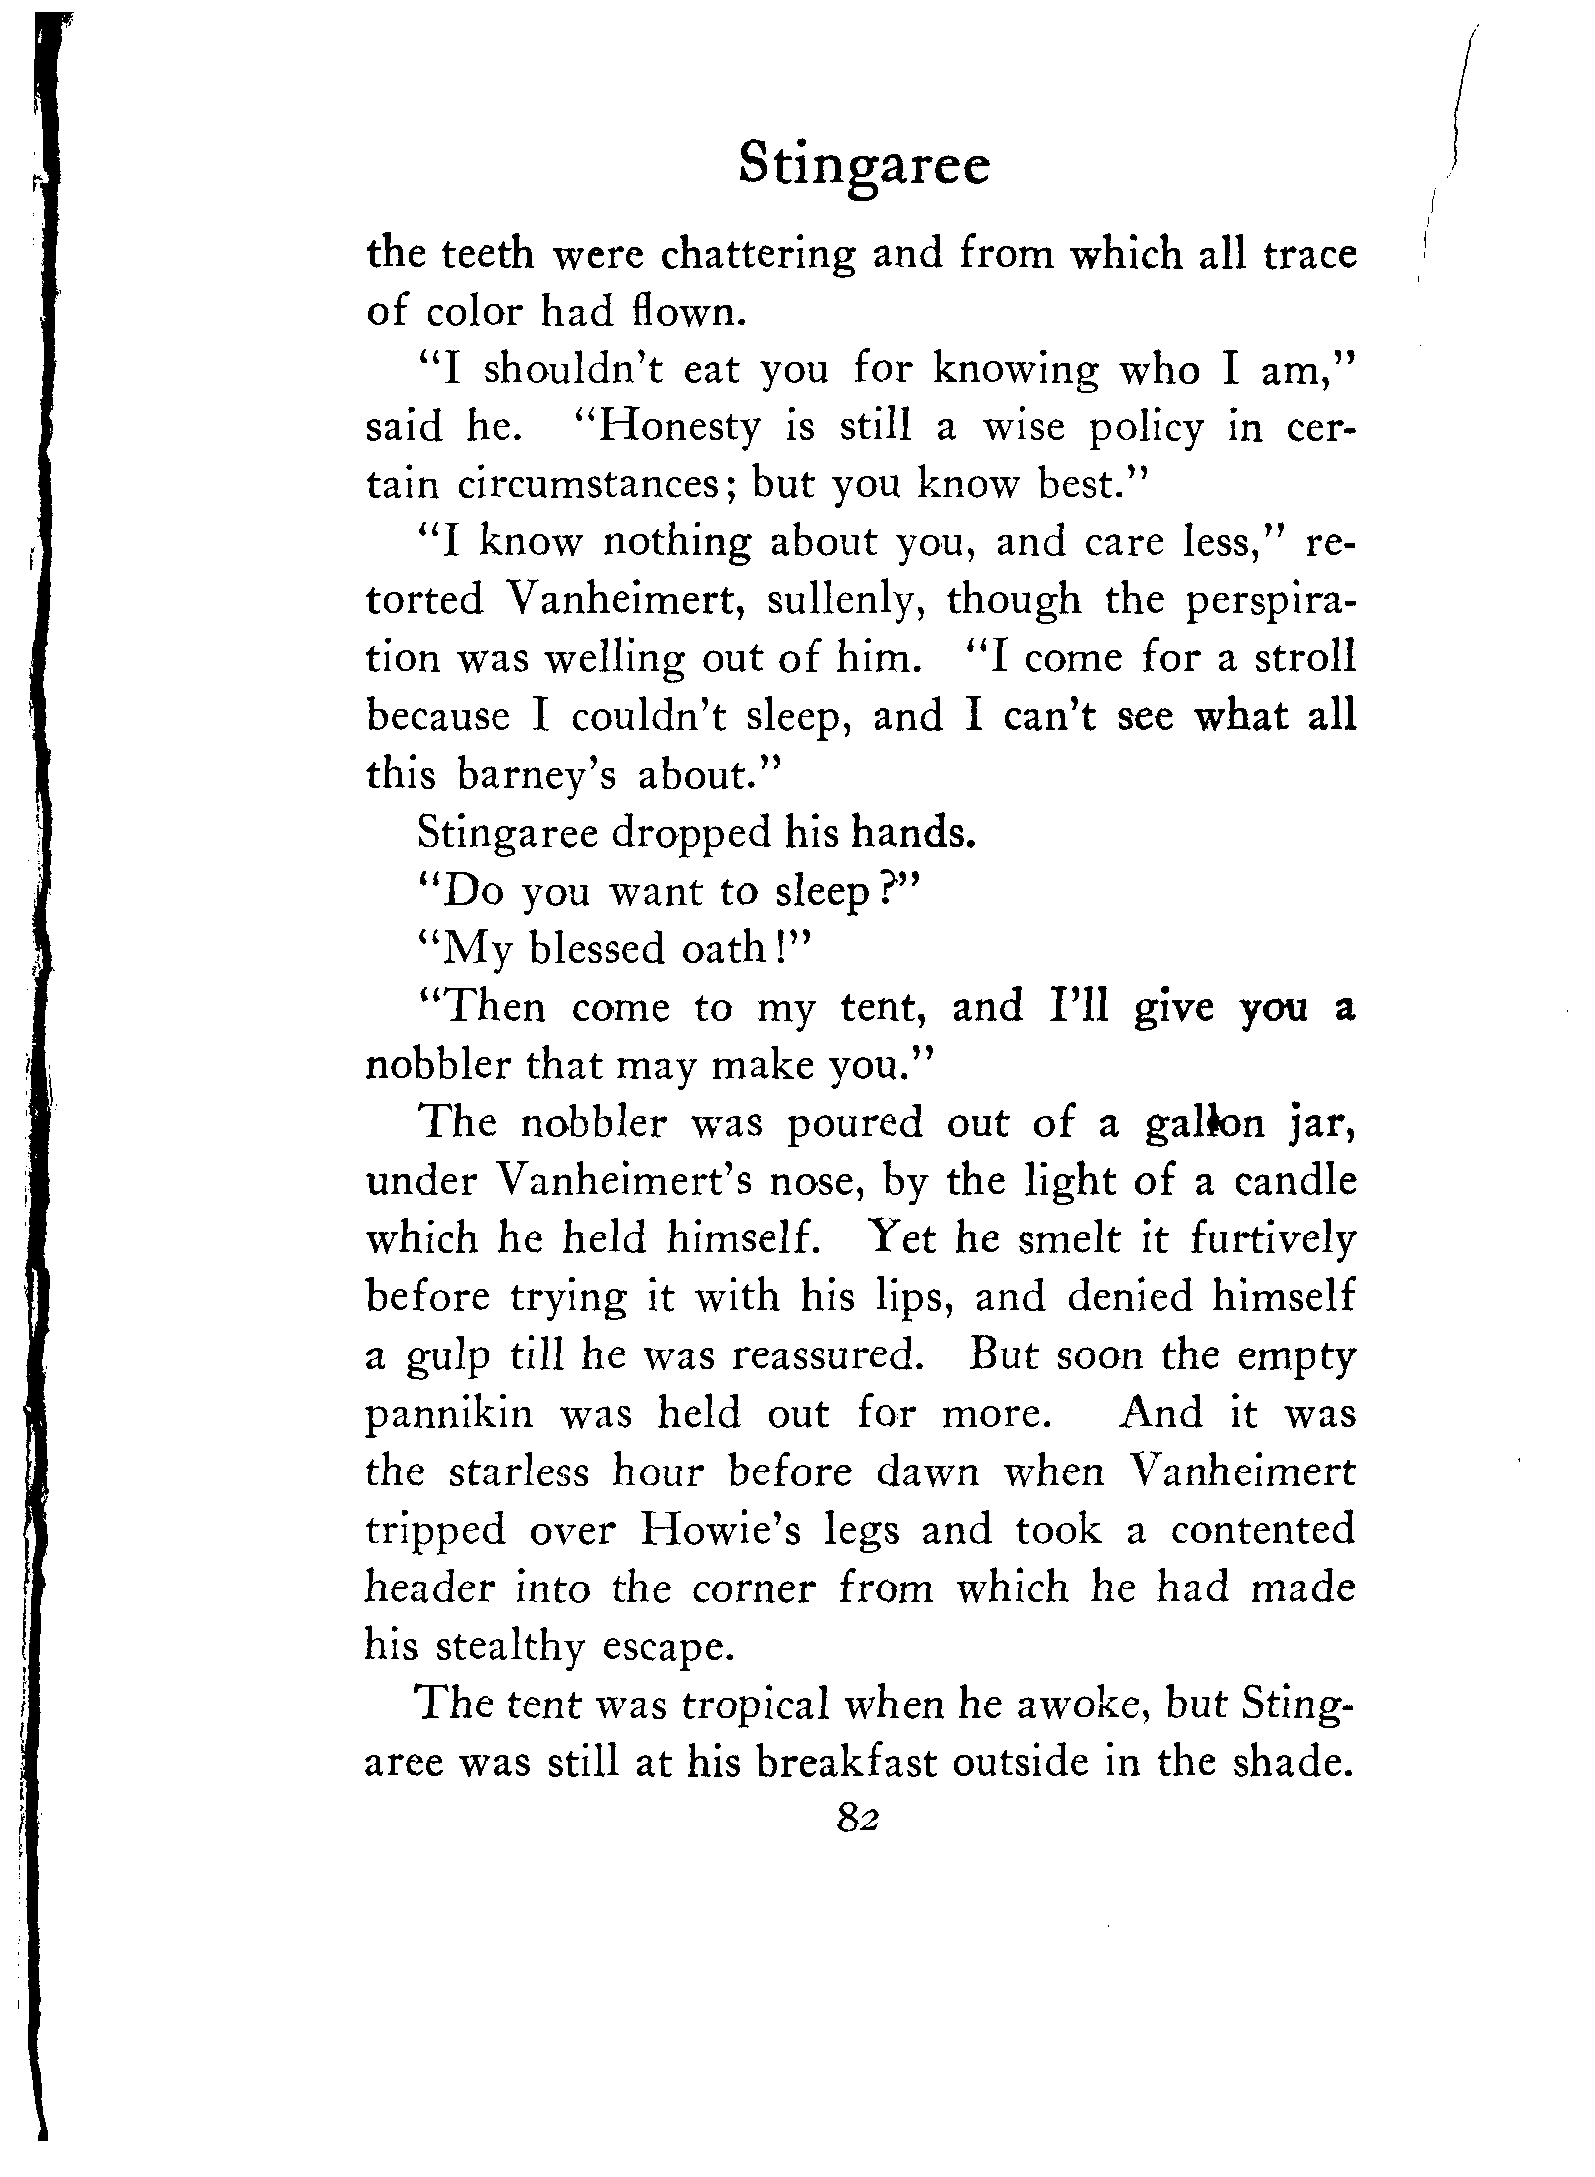 Stingaree
the teeth were chattering and from which all trace
of color had flown.
"I shouldn't eat you for knowing who I am,"
said he. "Honesty is still a wise policy in cer-
tain circumstances; but you know best."
"I know nothing about you, and care less," re-
torted Vanheimert, sullenly, though the perspira-
tion was welling out of him. "I come for a stroll
because I couldn't sleep, and I can't see what all
this barney's about."
Stingaree dropped his hands.
"Do you want to sleep?"
"My blessed oath!"
"Then come to my tent, and I'll give you a
nobbler that may make you."
The nobbler was poured out of a gallon jar,
under Vanheimert's nose, by the light of a candle
which he held himself. Yet he smelt it furtively
before trying it with his lips, and denied himself
a gulp till he was reassured. But soon the empty
pannikin was held out for more. And it was
the starless hour before dawn when Vanheimert
tripped over Howie's legs and took a contented
header into the corner from which he had made
his stealthy escape.
The tent was tropical when he awoke, but Sting-
aree was still at his breakfast outside in the shade.
82